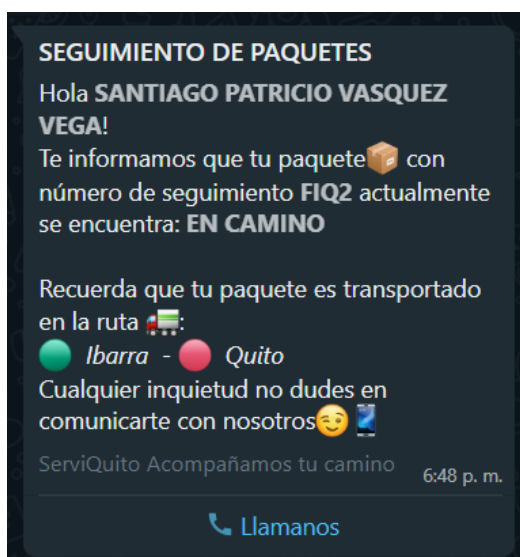 SEGUIMIENTO DE PAQUETES
Hola SANTIAGO PATRICIO VASQUEZ
VEGA!
Te informamos que tu paquete📦 con
número de seguimiento FIQ2 actualmente
se encuentra: EN CAMINO
Recuerda que tu paquete es transportado
en la ruta 🚛:
🟢 Ibarra - 🔴 Quito
Cualquier inquietud no dudes en
comunicarte con nosotros😉📱
ServiQuito Acompañamos tu camino
6:48 p. m.
Llamanos